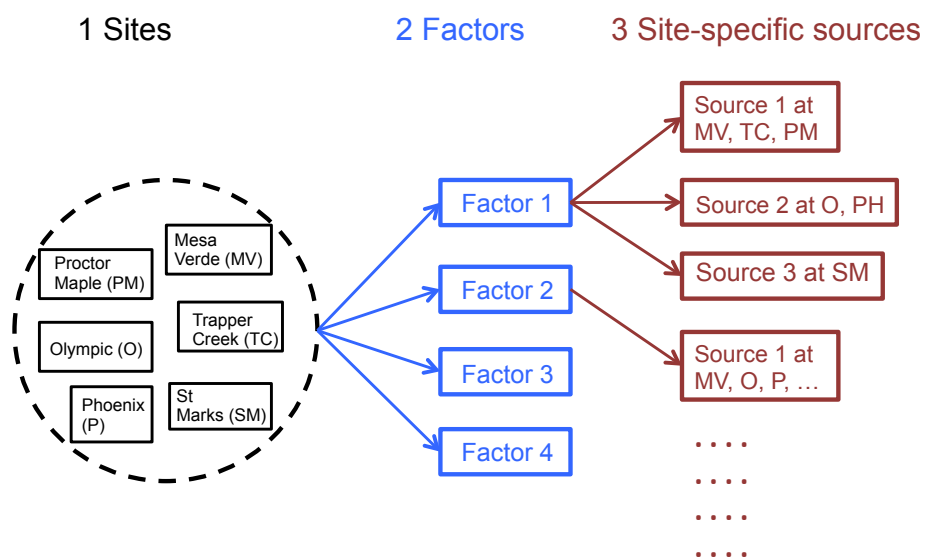 1 Sites
2 Factors
3 Site-specific sources
Proctor
Maple (PM)
Mesa
Verde (MV)
Olympic (O)
Trapper
Creek (TC)
Phoenix
(P)
St
Marks (SM)
Factor 1
Factor 2
Factor 3
Factor 4
Source 1 at
MV, TC, PM
Source 2 at O, PH
Source 3 at SM
Source 1 at
MV, O, P, ...
. . . .
. . . .
. . . .
. . . .